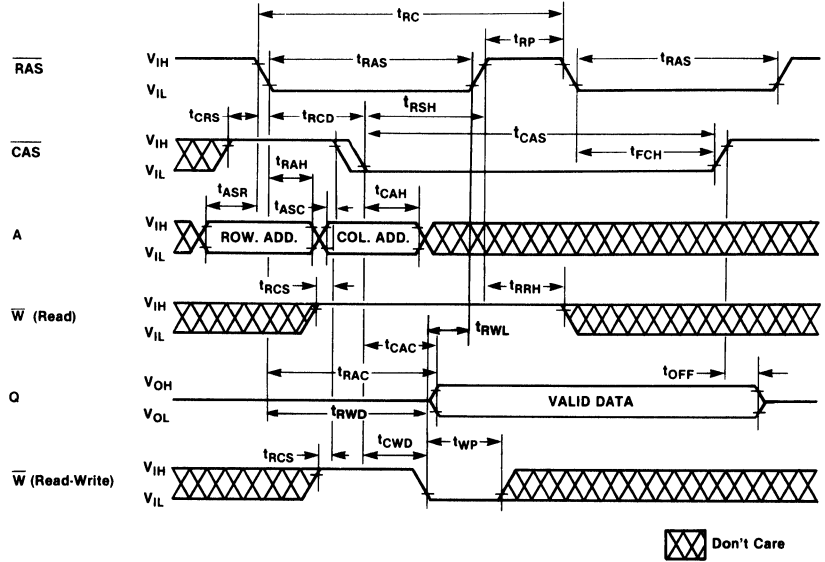 tRC
tRP
RAS
VIH
VIL
tRAS
tRAS
tCRS
tRCD
tRSH
tCAS
CAS
VIH
VIL
tRAH
tFCH
tASR
tASC
tCAH
A
VIH
VIL
ROW. ADD.
COL. ADD.
tRCS
tRRH
W (Read)
VIH
VIL
tRWL
tCAC
tRAC
tOFF
Q
VOH
VOL
VALID DATA
tRWD
tCWD
tWP
tRCS
W (Read-Write)
VIH
VIL
Don't Care